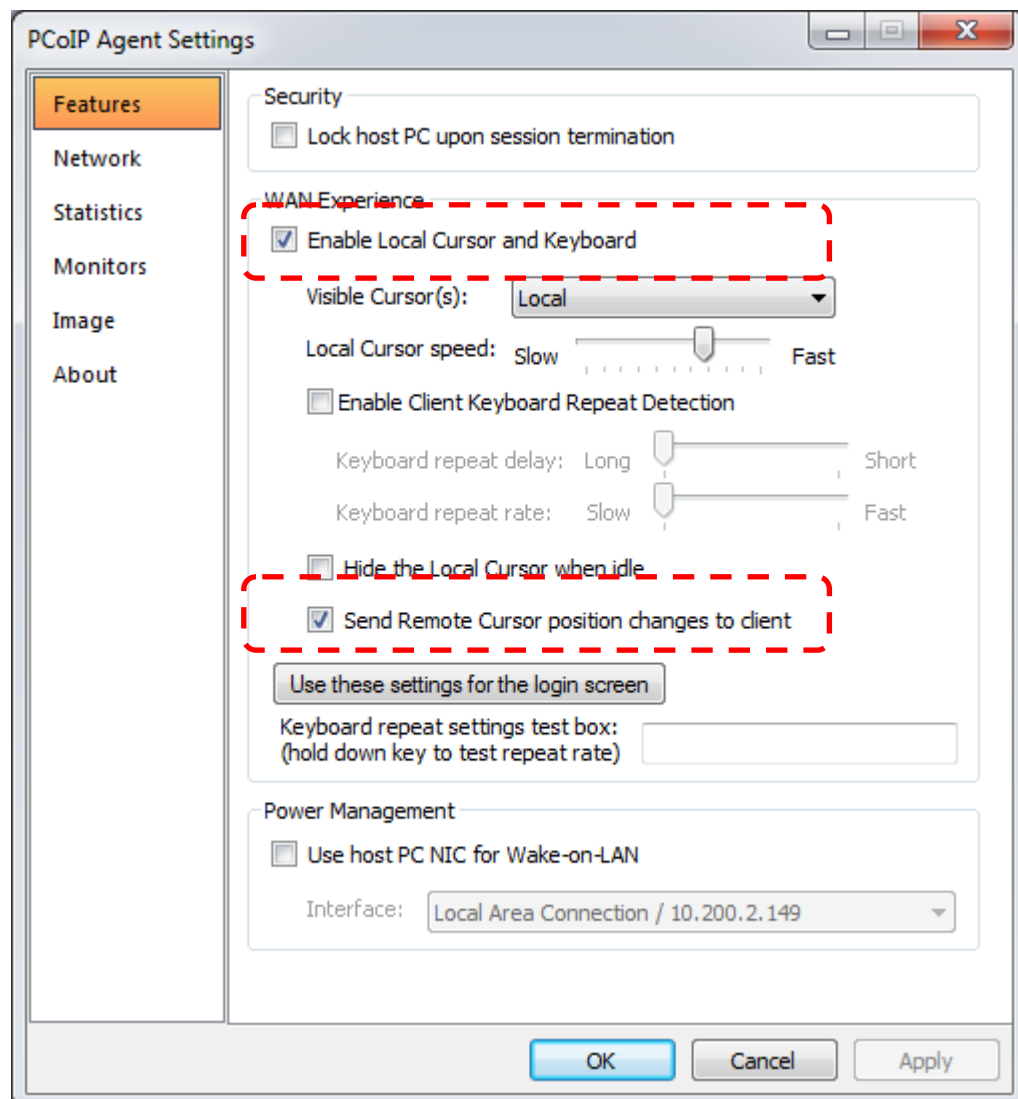 PCoIP Agent Settings
Features
Network
Statistics
Monitors
Image
About
Security
Lock host PC upon session termination
WAN Experience
Enable Local Cursor and Keyboard
Visible Cursor(s): Local
Local Cursor speed: Slow Fast
Enable Client Keyboard Repeat Detection
Keyboard repeat delay: Long Short
Keyboard repeat rate: Slow Fast
Hide the Local Cursor when idle
Send Remote Cursor position changes to client
Use these settings for the login screen
Keyboard repeat settings test box:
(hold down key to test repeat rate)
Power Management
Use host PC NIC for Wake-on-LAN
Interface: Local Area Connection / 10.200.2.149
OK Cancel Apply